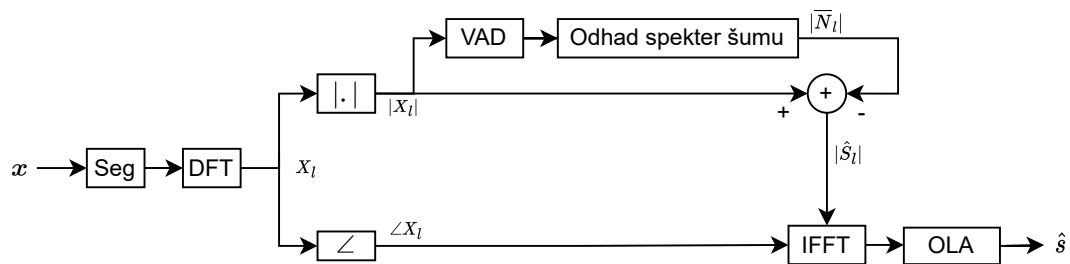 VAD
Odhad spekter šumu
|N̅_l|
|.|
|X_l|
+
+
-
x
Seg
DFT
X_l
|Ŝ_l|
∠
∠X_l
IFFT
OLA
ŝ